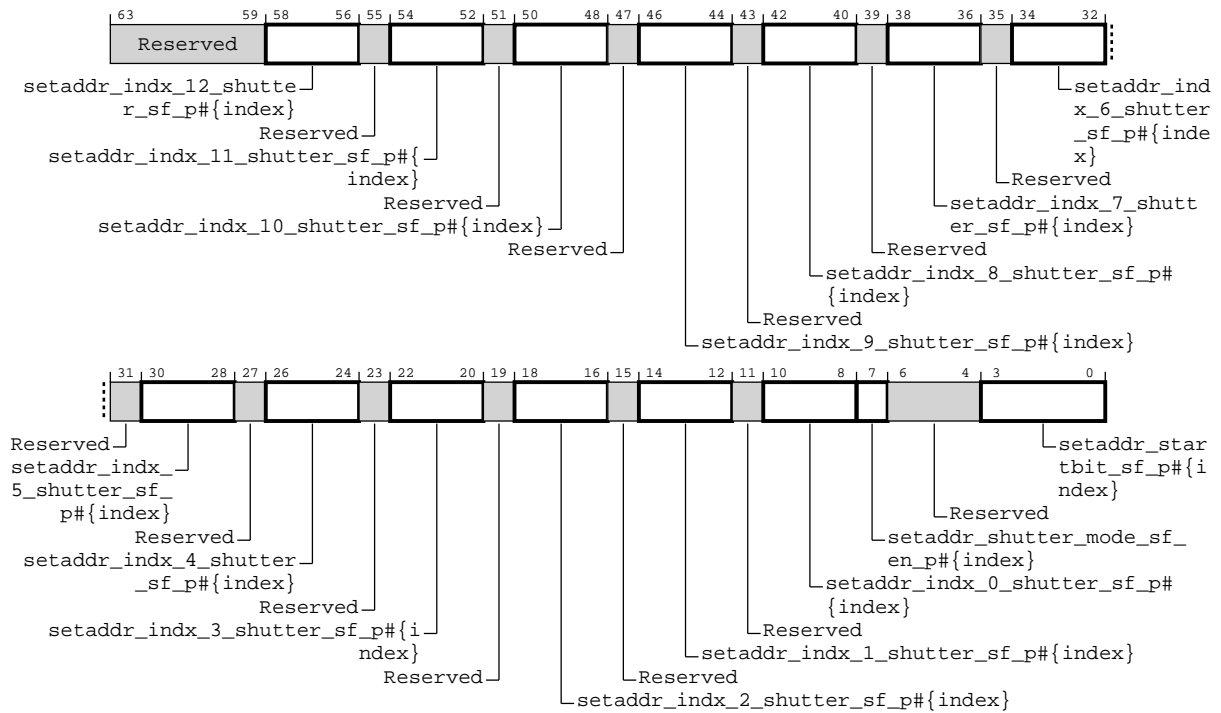 63 59 58 56 55 54 52 51 50 48 47 46 44 43 42 40 39 38 36 35 34 32
Reserved
setaddr_indx_12_shutte
r_sf_p#{index}
Reserved
setaddr_indx_11_shutter_sf_p#{
index}
Reserved
setaddr_indx_10_shutter_sf_p#{index}
Reserved
setaddr_ind
x_6_shutter
_sf_p#{inde
x}
Reserved
setaddr_indx_7_shutt
er_sf_p#{index}
Reserved
setaddr_indx_8_shutter_sf_p#
{index}
Reserved
setaddr_indx_9_shutter_sf_p#{index}
31 30 28 27 26 24 23 22 20 19 18 16 15 14 12 11 10 8 7 6 4 3 0
Reserved
setaddr_indx_
5_shutter_sf_
p#{index}
Reserved
setaddr_indx_4_shutter
_sf_p#{index}
Reserved
setaddr_indx_3_shutter_sf_p#{i
ndex}
Reserved
setaddr_star
tbit_sf_p#{i
ndex}
Reserved
setaddr_shutter_mode_sf_
en_p#{index}
setaddr_indx_0_shutter_sf_p#
{index}
Reserved
setaddr_indx_1_shutter_sf_p#{index}
Reserved
setaddr_indx_2_shutter_sf_p#{index}